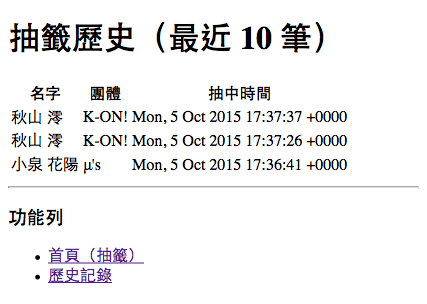 抽籤歷史（最近 10 筆）
名字 團體 抽中時間
秋山 澪 K-ON! Mon, 5 Oct 2015 17:37:37 +0000
秋山 澪 K-ON! Mon, 5 Oct 2015 17:37:26 +0000
小泉 花陽 μ's Mon, 5 Oct 2015 17:36:41 +0000
功能列
首頁（抽籤）
歷史記錄